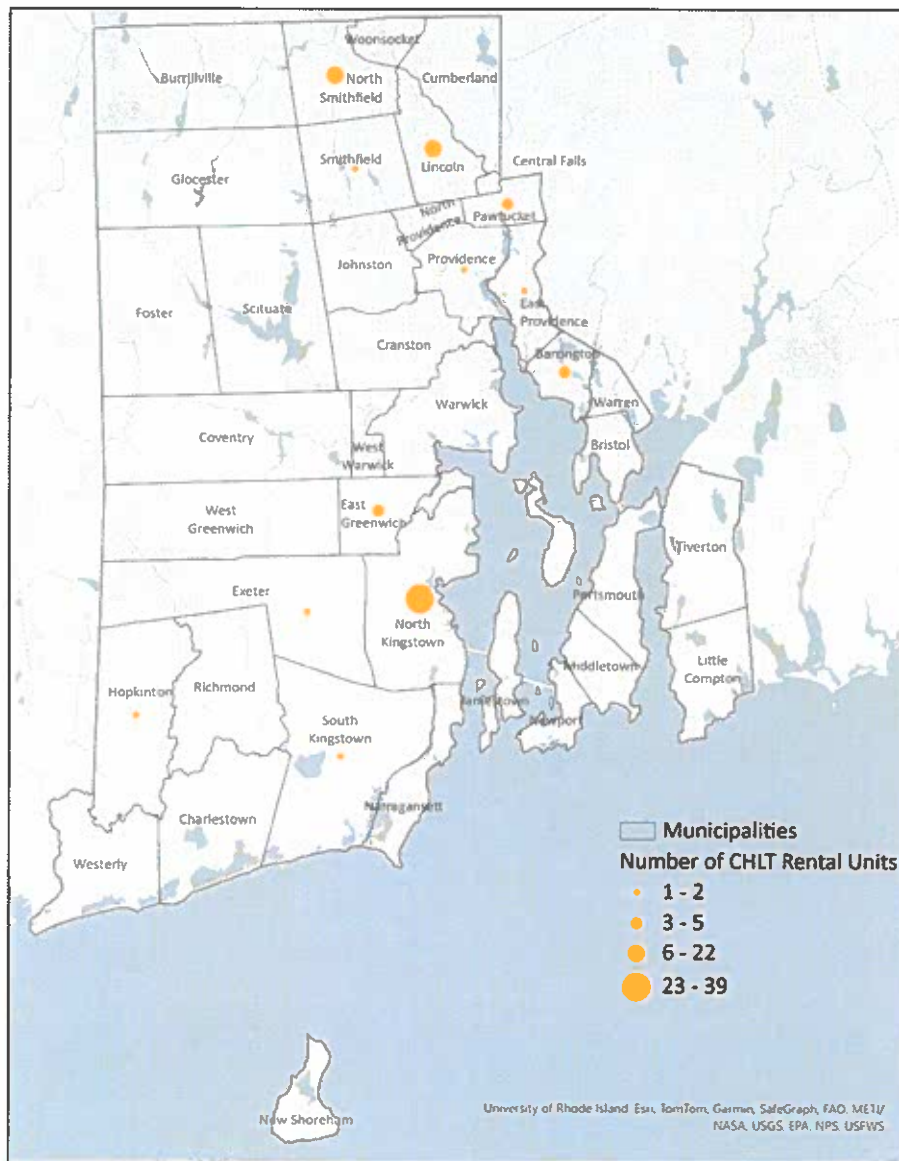 Woonsocket
Burrillville
North
Smithfield
Cumberland
Smithfield
Lincoln
Central Falls
Glocester
North
Providence
Pawtucket
Providence
Johnston
East
Providence
Foster
Scituate
Cranston
Barrington
Warren
Warwick
Bristol
Coventry
West
Warwick
West
Greenwich
East
Greenwich
Tiverton
Exeter
Portsmouth
North
Kingstown
Middletown
Little
Compton
Hopkinton
Richmond
Jamestown
Newport
South
Kingstown
Narragansett
Charlestown
Westerly
Municipalities
Number of CHLT Rental Units
1 - 2
3 - 5
6 - 22
23 - 39
New Shoreham
University of Rhode Island, Esri, TomTom, Garmin, SafeGraph, FAO, METI/
NASA, USGS, EPA, NPS, USFWS